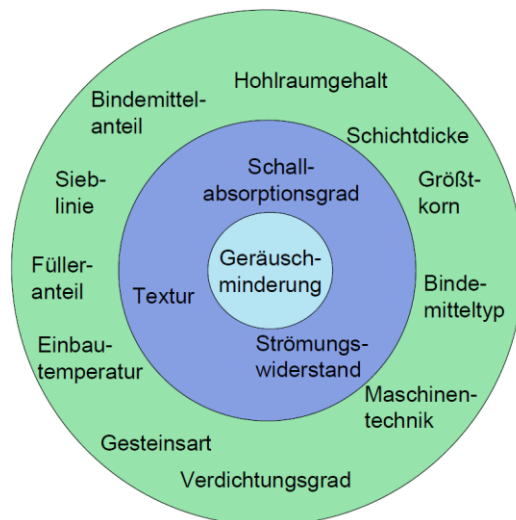 Hohlraumgehalt
Bindemittel-
anteil
Schichtdicke
Schall-
absorptionsgrad
Größt-
korn
Sieb-
linie
Geräusch-
minderung
Füller-
anteil
Textur
Binde-
mitteltyp
Einbau-
temperatur
Strömungs-
widerstand
Maschinen-
technik
Gesteinsart
Verdichtungsgrad